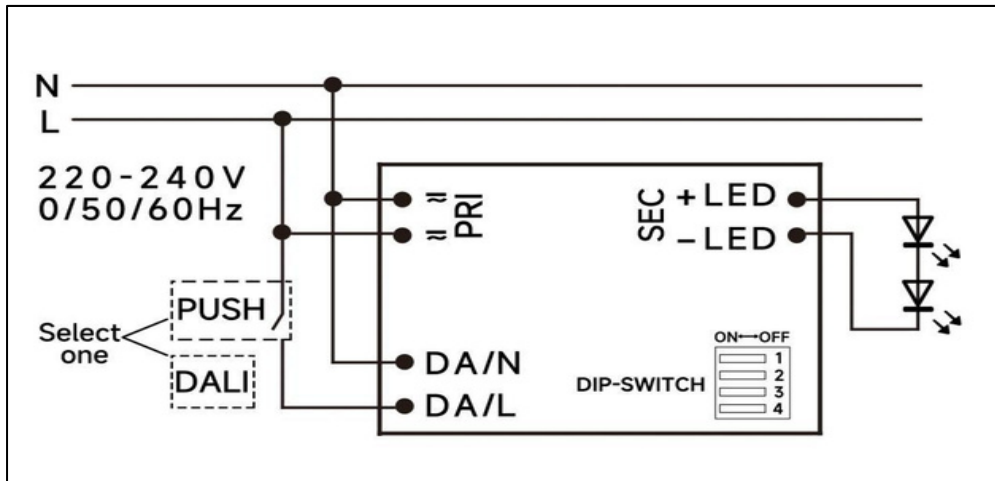 N
L
220-240V
0/50/60Hz
PRI
SEC
+LED
-LED
PUSH
Select
one
DALI
DA/N
DA/L
DIP-SWITCH
ON↔OFF
1
2
3
4